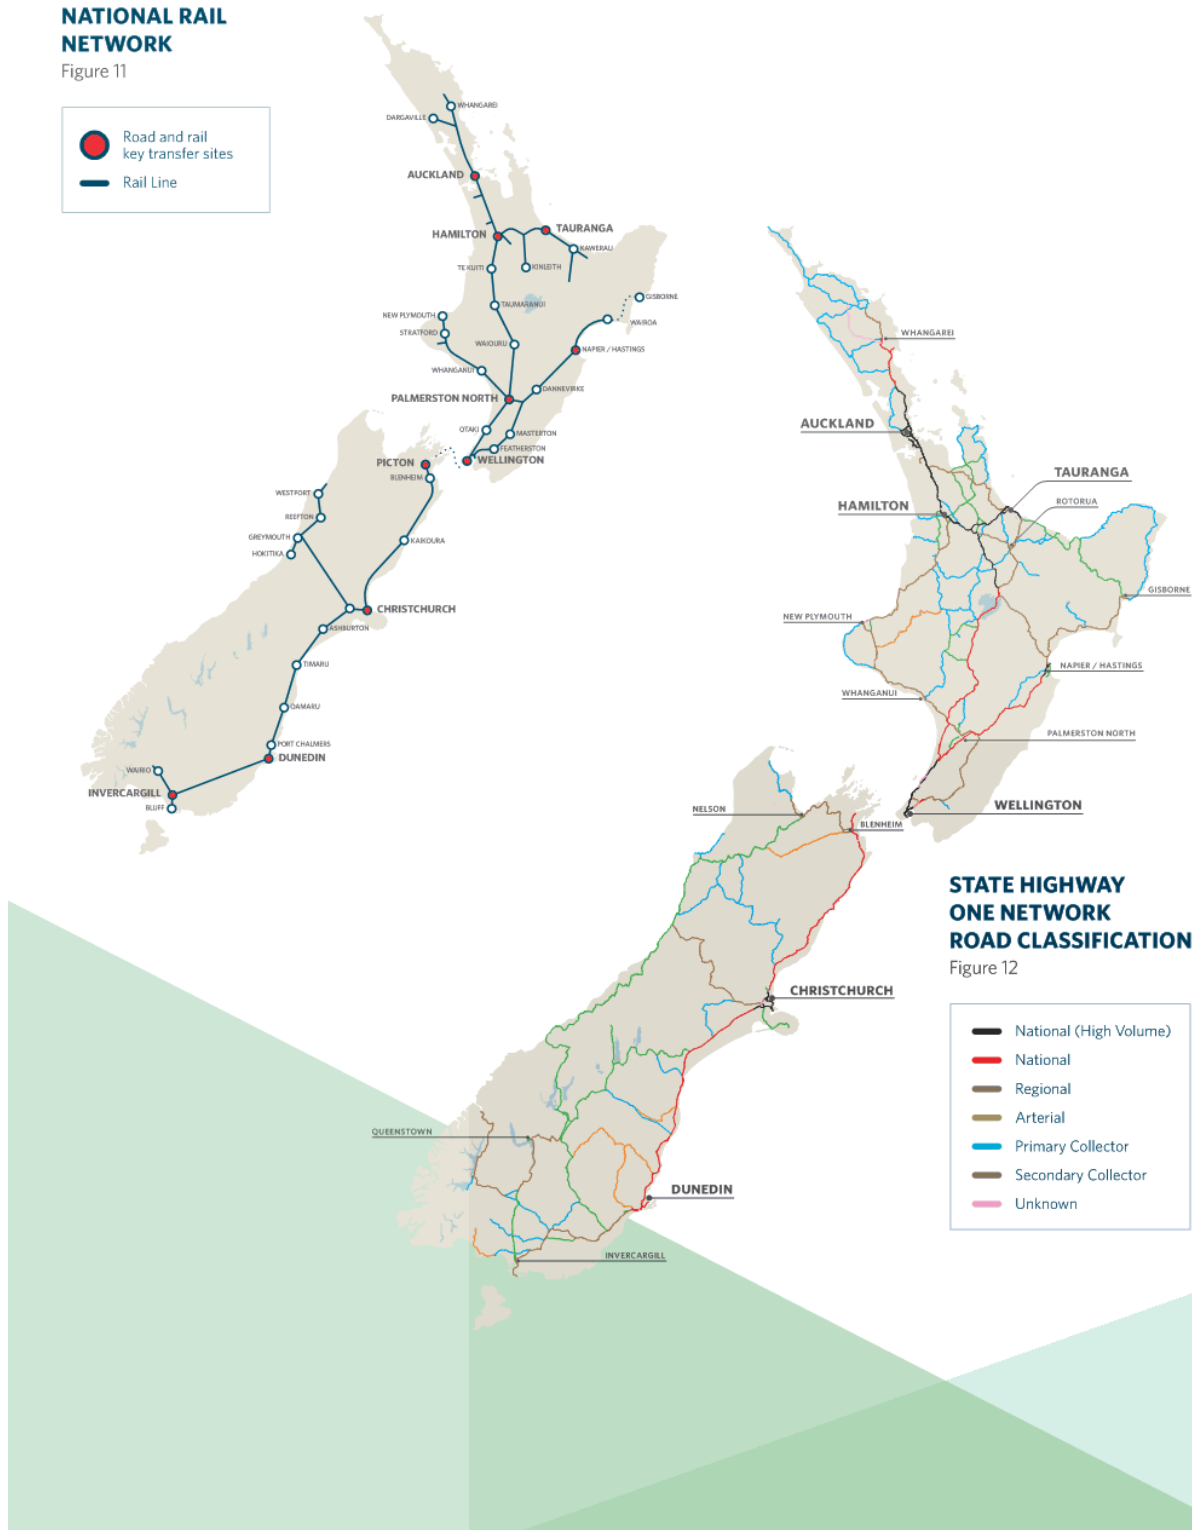 NATIONAL RAIL
NETWORK
Figure 11
Road and rail
key transfer sites
Rail Line
WHANGAREI
DARGAVILLE
AUCKLAND
HAMILTON
TAURANGA
KAWERAU
TE KUITI
KINLEITH
TAUMARANUI
GISBORNE
NEW PLYMOUTH
WAIROA
STRATFORD
WAIOURU
NAPIER / HASTINGS
WHANGANUI
DANNEVIRKE
PALMERSTON NORTH
OTAKI
MASTERTON
FEATHERSTON
PICTON
WELLINGTON
BLENHEIM
WESTPORT
REEFTON
GREYMOUTH
KAIKOURA
HOKITIKA
CHRISTCHURCH
ASHBURTON
TIMARU
OAMARU
PORT CHALMERS
DUNEDIN
WAIRIO
INVERCARGILL
BLUFF
WHANGAREI
AUCKLAND
TAURANGA
HAMILTON
ROTORUA
GISBORNE
NEW PLYMOUTH
NAPIER / HASTINGS
WHANGANUI
PALMERSTON NORTH
NELSON
WELLINGTON
BLENHEIM
STATE HIGHWAY
ONE NETWORK
ROAD CLASSIFICATION
Figure 12
CHRISTCHURCH
National (High Volume)
National
Regional
Arterial
Primary Collector
Secondary Collector
Unknown
QUEENSTOWN
DUNEDIN
INVERCARGILL